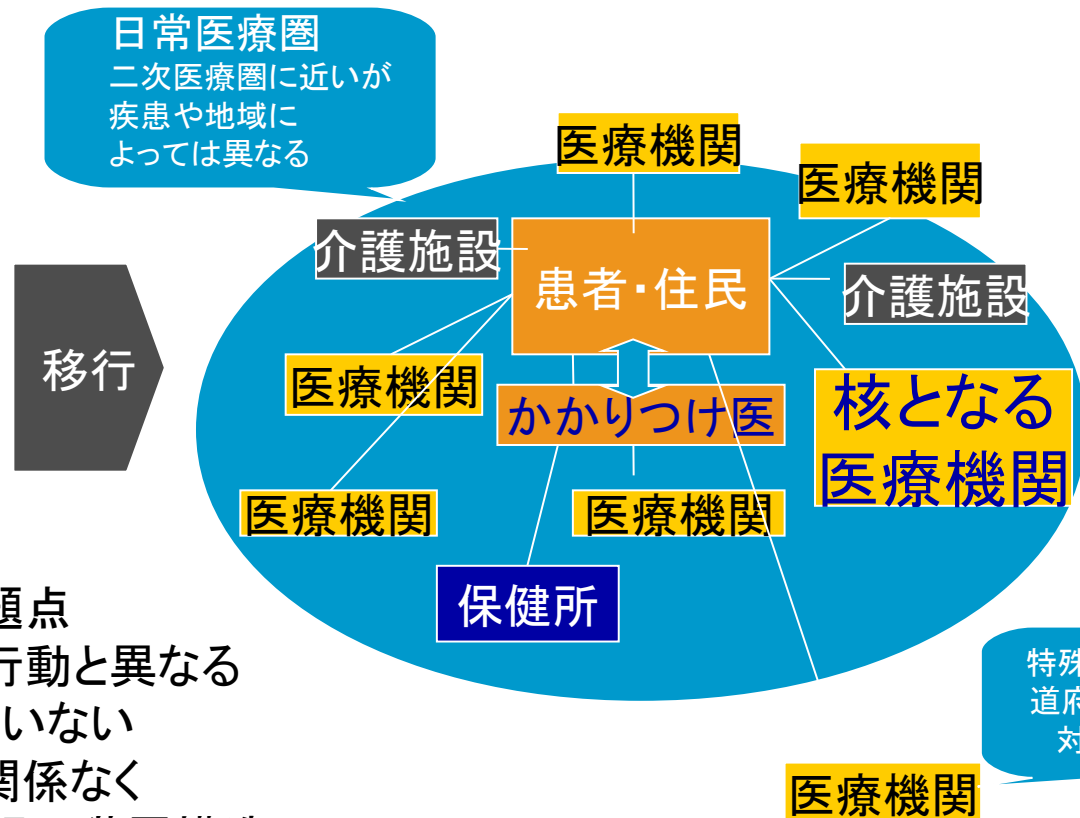 日常医療圏
二次医療圏に近いが
疾患や地域に
よっては異なる
医療機関
医療機関
介護施設
患者・住民
介護施設
移行
医療機関
かかりつけ医
核となる
医療機関
医療機関
医療機関
保健所
題点
行動と異なる
いない
関係なく
特殊
道府
対
医療機関